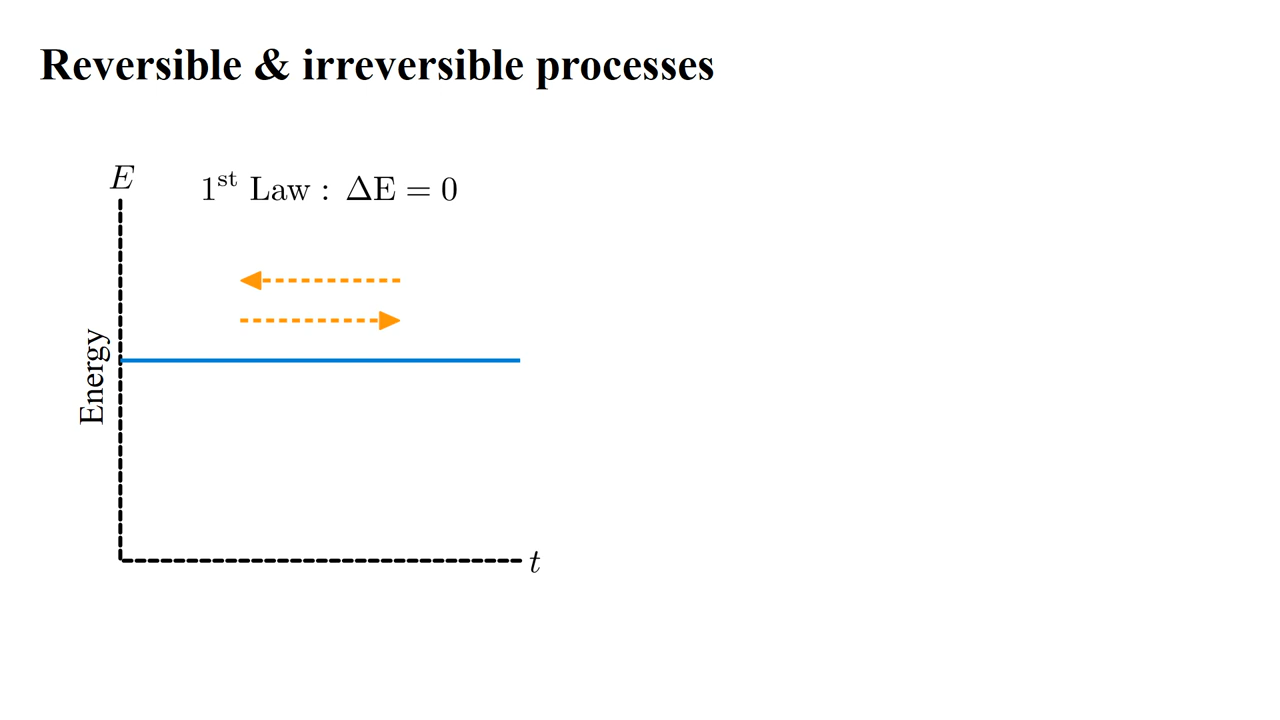 Reversible & irreversible processes
E
1st Law : ΔE = 0
Energy
t